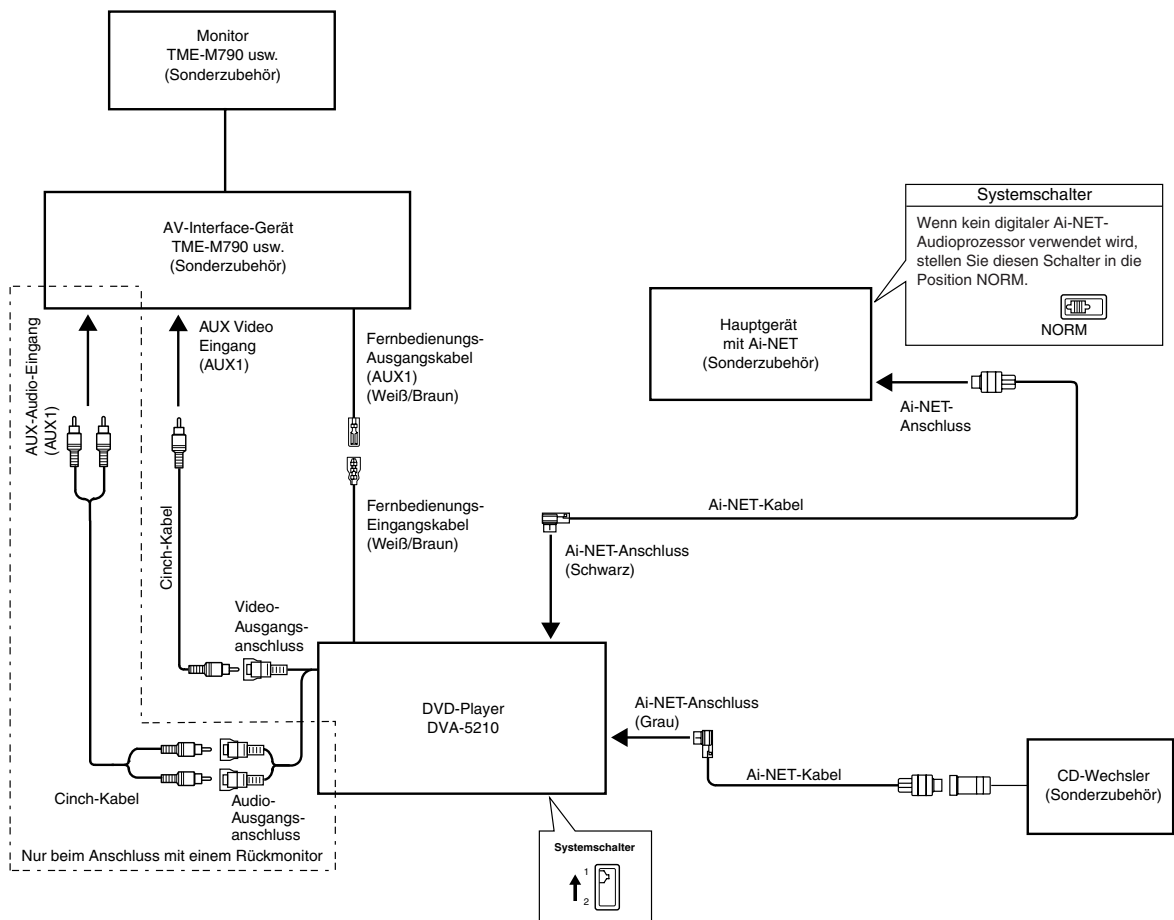 Monitor
TME-M790 usw.
(Sonderzubehör)
AV-Interface-Gerät
TME-M790 usw.
(Sonderzubehör)
Systemschalter
Wenn kein digitaler Ai-NET-
Audioprozessor verwendet wird,
stellen Sie diesen Schalter in die
Position NORM.
NORM
Hauptgerät
mit Ai-NET
(Sonderzubehör)
AUX-Audio-Eingang
(AUX1)
AUX Video
Eingang
(AUX1)
Fernbedienungs-
Ausgangskabel
(AUX1)
(Weiß/Braun)
Ai-NET-
Anschluss
Cinch-Kabel
Fernbedienungs-
Eingangskabel
(Weiß/Braun)
Ai-NET-Kabel
Ai-NET-Anschluss
(Schwarz)
Video-
Ausgangs-
anschluss
DVD-Player
DVA-5210
Ai-NET-Anschluss
(Grau)
Ai-NET-Kabel
CD-Wechsler
(Sonderzubehör)
Cinch-Kabel
Audio-
Ausgangs-
anschluss
Nur beim Anschluss mit einem Rückmonitor
Systemschalter
1
2